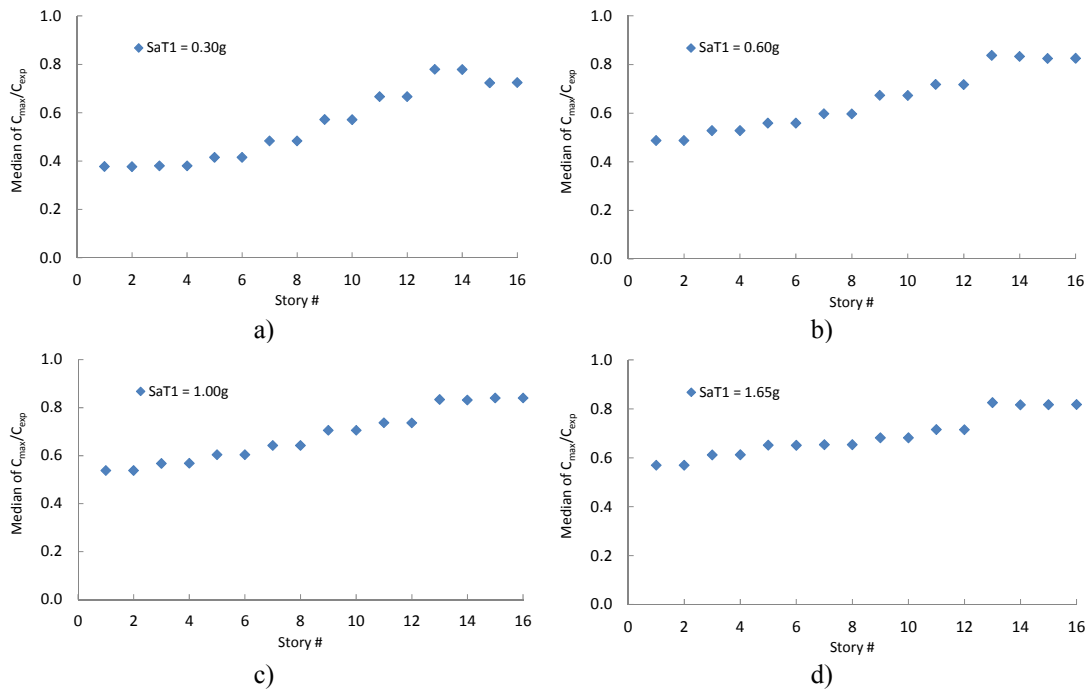 1.0
SaT1 = 0.30g
0.8
0.6
0.4
0.2
0.0
Median of Cmax/Cexp
0 2 4 6 8 10 12 14 16
Story #
a)
1.0
SaT1 = 0.60g
0.8
0.6
0.4
0.2
0.0
Median of Cmax/Cexp
0 2 4 6 8 10 12 14 16
Story #
b)
1.0
SaT1 = 1.00g
0.8
0.6
0.4
0.2
0.0
Median of Cmax/Cexp
0 2 4 6 8 10 12 14 16
Story #
c)
1.0
SaT1 = 1.65g
0.8
0.6
0.4
0.2
0.0
Median of Cmax/Cexp
0 2 4 6 8 10 12 14 16
Story #
d)